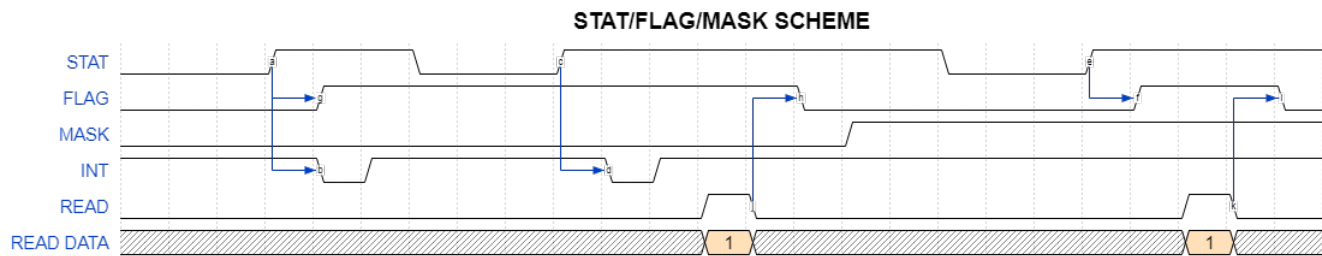 STAT/FLAG/MASK SCHEME
STAT a c e
FLAG g h f i
MASK
INT b d
READ j k
READ DATA 1 1